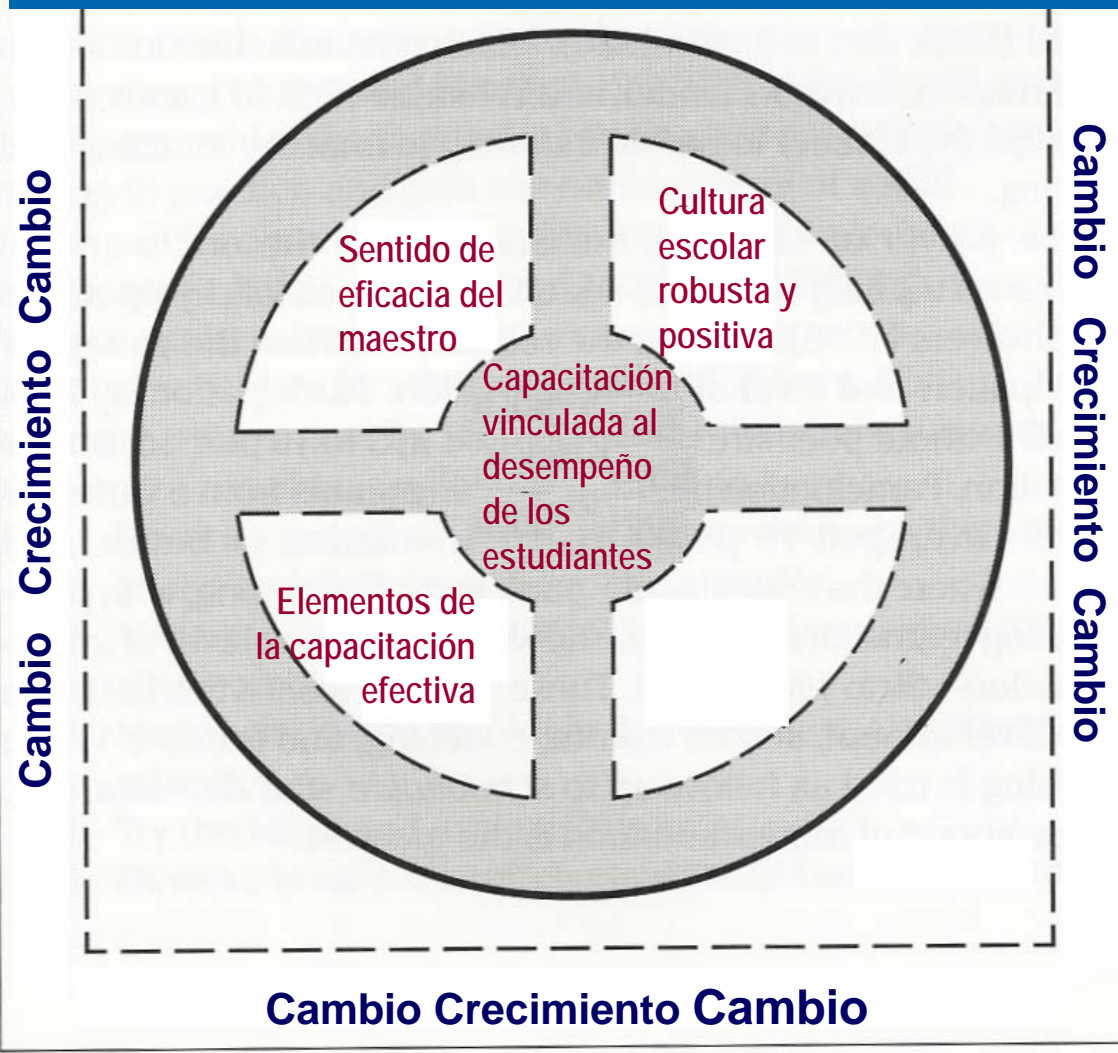 Sentido de
eficacia del
maestro
Cultura
escolar
robusta y
positiva
Capacitación
vinculada al
desempeño
de los
estudiantes
Elementos de
la capacitación
efectiva
Cambio Crecimiento Cambio
Cambio Crecimiento Cambio
Cambio Crecimiento Cambio